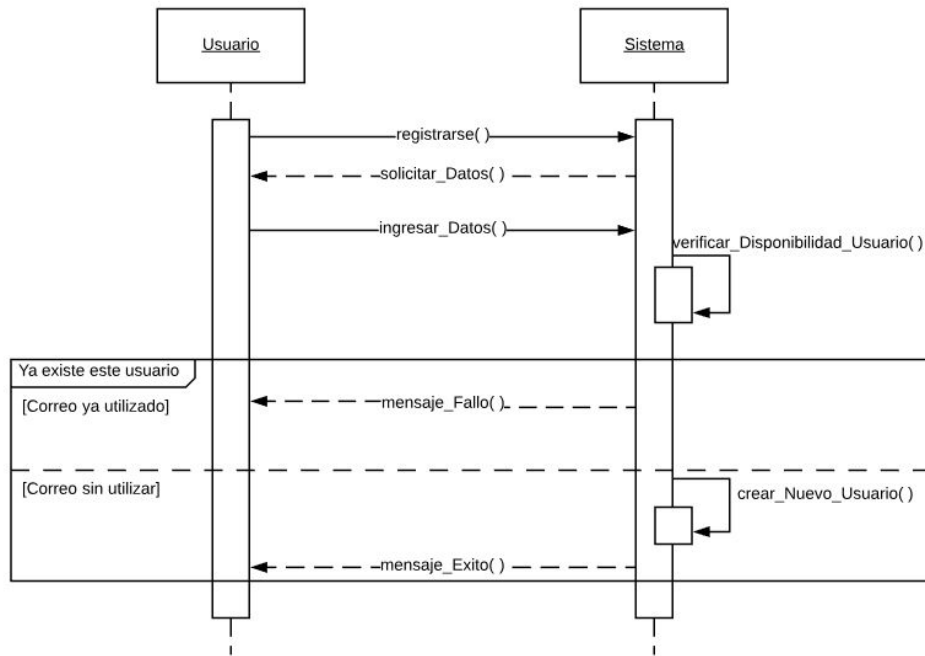 Usuario
Sistema
registrarse( )
solicitar_Datos( )
ingresar_Datos( )
verificar_Disponibilidad_Usuario( )
Ya existe este usuario
[Correo ya utilizado]
mensaje_Fallo( )
[Correo sin utilizar]
crear_Nuevo_Usuario( )
mensaje_Exito( )